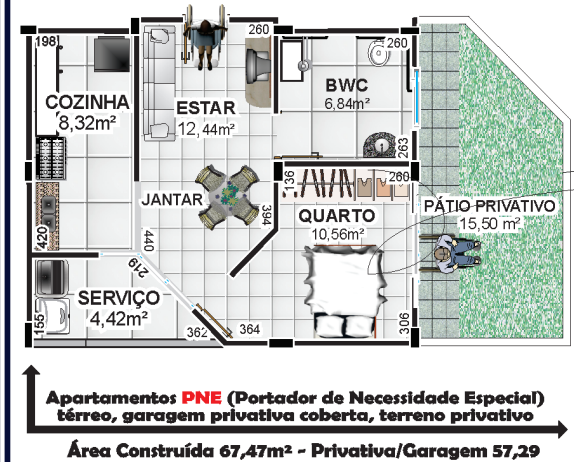 198
260
260
COZINHA
8,32m²
ESTAR
12,44m²
BWC
6,84m²
263
136
260
JANTAR
394
QUARTO
10,56m²
PÁTIO PRIVATIVO
15,50 m²
420
440
219
SERVIÇO
4,42m²
155
362
364
306
Apartamentos PNE (Portador de Necessidade Especial)
térreo, garagem privativa coberta, terreno privativo
Área Construída 67,47m² - Privativa/Garagem 57,29